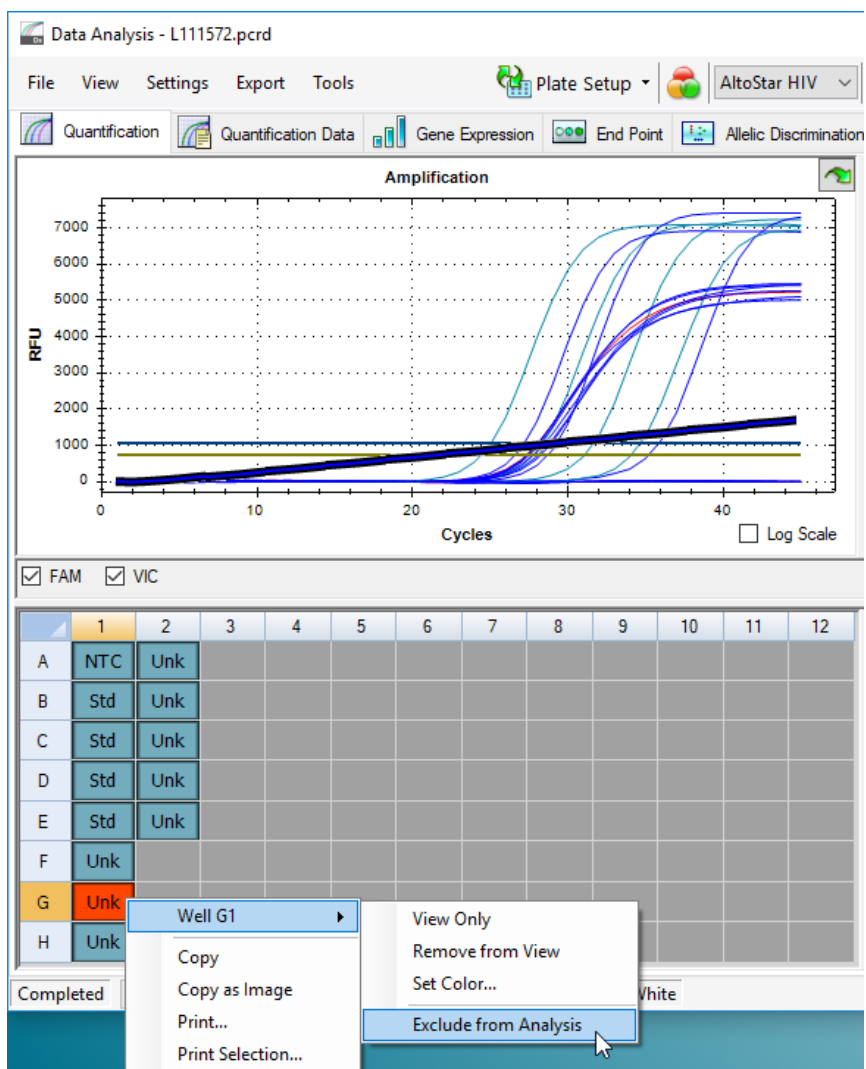 Data Analysis - L111572.pcrd
File View Settings Export Tools Plate Setup AltoStar HIV
Quantification Quantification Data Gene Expression End Point Allelic Discrimination
Amplification
7000
6000
5000
4000
3000
2000
1000
0
RFU
0 10 20 30 40
Cycles
Log Scale
FAM VIC
1 2 3 4 5 6 7 8 9 10 11 12
A NTC Unk
B Std Unk
C Std Unk
D Std Unk
E Std Unk
F Unk
G Unk
H Unk
Well G1
Copy
Copy as Image
Print...
Print Selection...
View Only
Remove from View
Set Color...
Exclude from Analysis
Completed